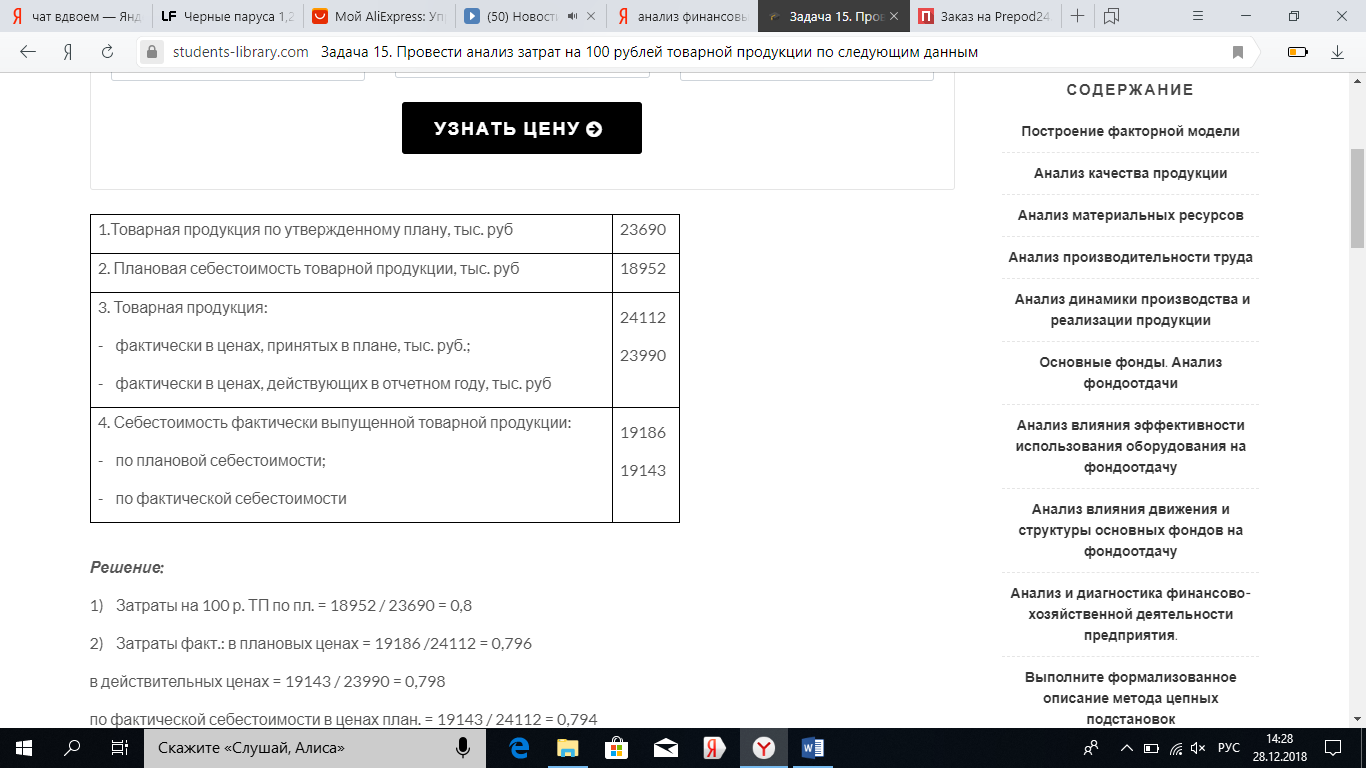 чат вдвоем — Янд
Черные паруса 1,2
Мой AliExpress: Упр
(50) Новости
анализ финансовы
Задача 15. Пров
Заказ на Prepod24
students-library.com Задача 15. Провести анализ затрат на 100 рублей товарной продукции по следующим данным
УЗНАТЬ ЦЕНУ
1.Товарная продукция по утвержденному плану, тыс. руб 23690
2. Плановая себестоимость товарной продукции, тыс. руб 18952
3. Товарная продукция:
- фактически в ценах, принятых в плане, тыс. руб.;
- фактически в ценах, действующих в отчетном году, тыс. руб
24112
23990
4. Себестоимость фактически выпущенной товарной продукции:
- по плановой себестоимости;
- по фактической себестоимости
19186
19143
Решение:
1) Затраты на 100 р. ТП по пл. = 18952 / 23690 = 0,8
2) Затраты факт.: в плановых ценах = 19186 /24112 = 0,796
в действительных ценах = 19143 / 23990 = 0,798
по фактической себестоимости в ценах план. = 19143 / 24112 = 0,794
СОДЕРЖАНИЕ
Построение факторной модели
Анализ качества продукции
Анализ материальных ресурсов
Анализ производительности труда
Анализ динамики производства и
реализации продукции
Основные фонды. Анализ
фондоотдачи
Анализ влияния эффективности
использования оборудования на
фондоотдачу
Анализ влияния движения и
структуры основных фондов на
фондоотдачу
Анализ и диагностика финансово-
хозяйственной деятельности
предприятия.
Выполните формализованное
описание метода цепных
подстановок
Скажите «Слушай, Алиса»
РУС
14:28
28.12.2018